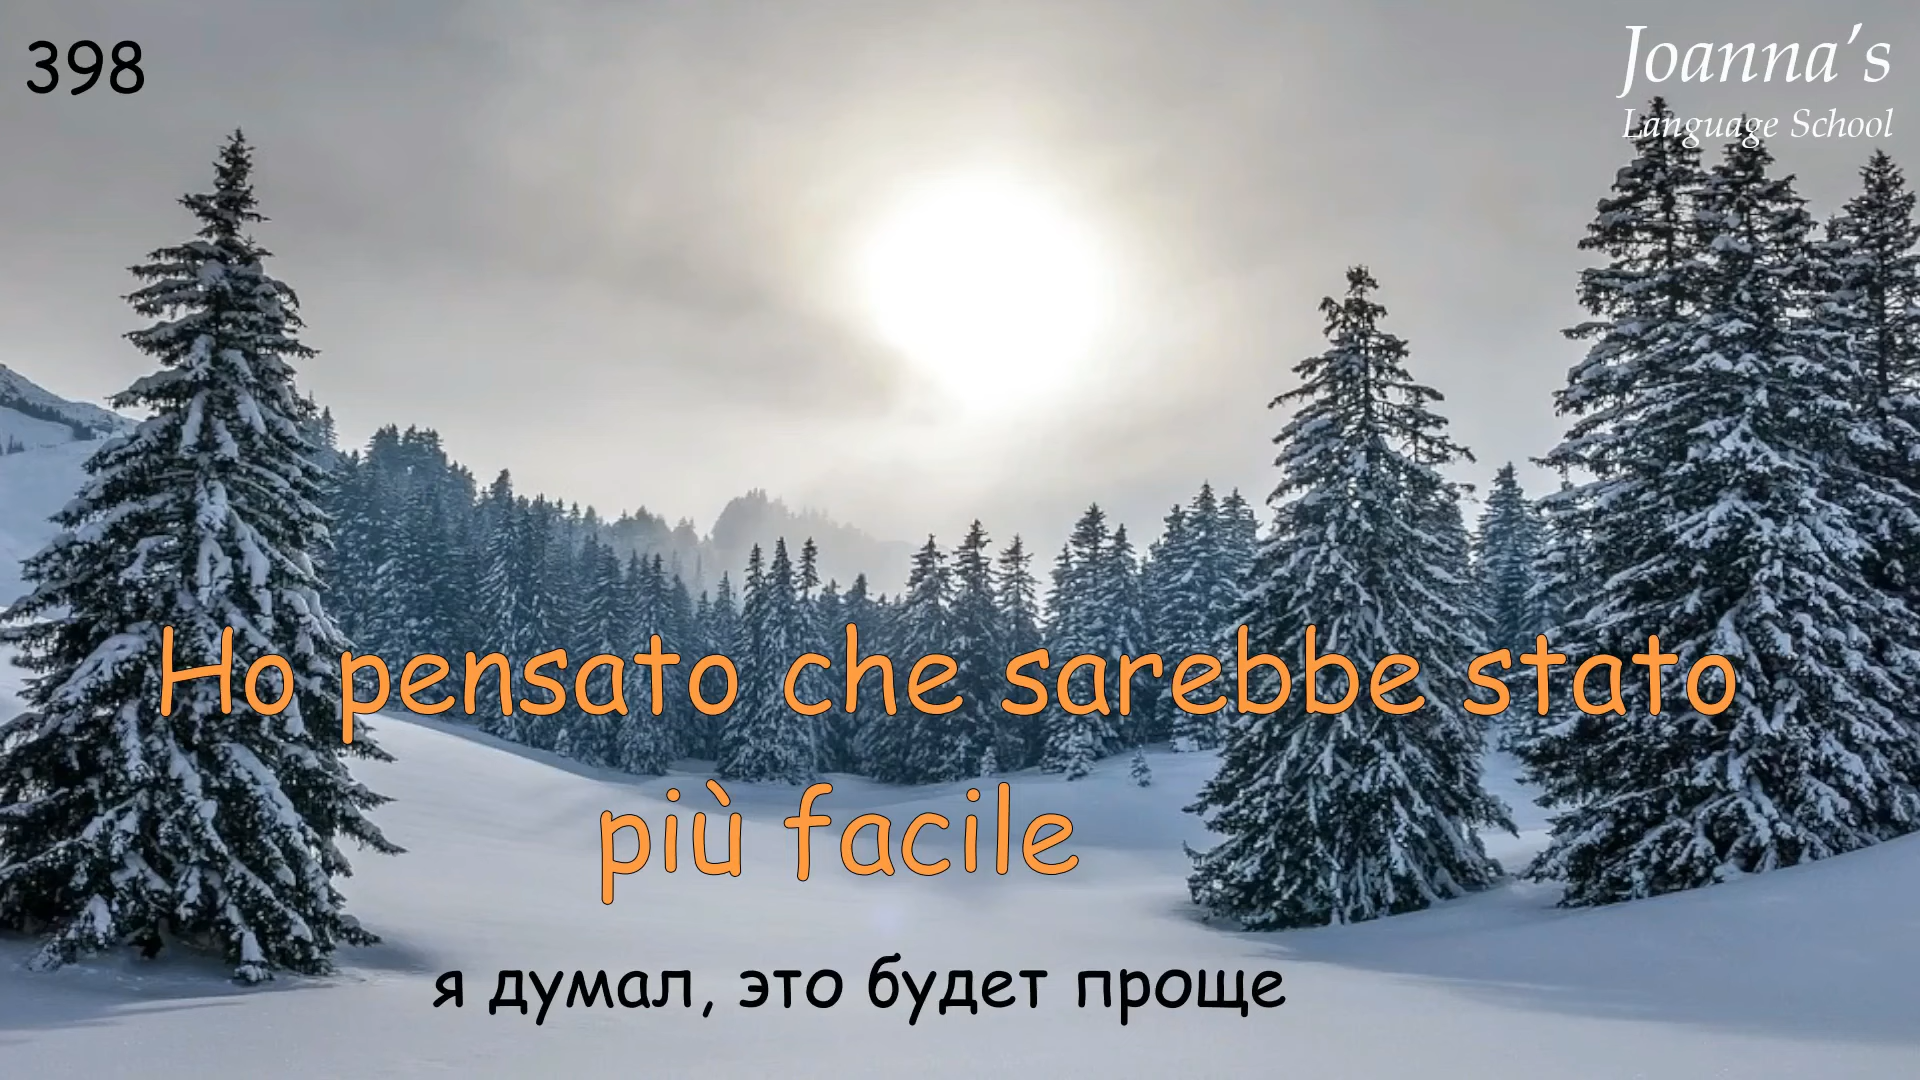 398
Joanna's
Language School
Ho pensato che sarebbe stato
più facile
я думал, это будет проще